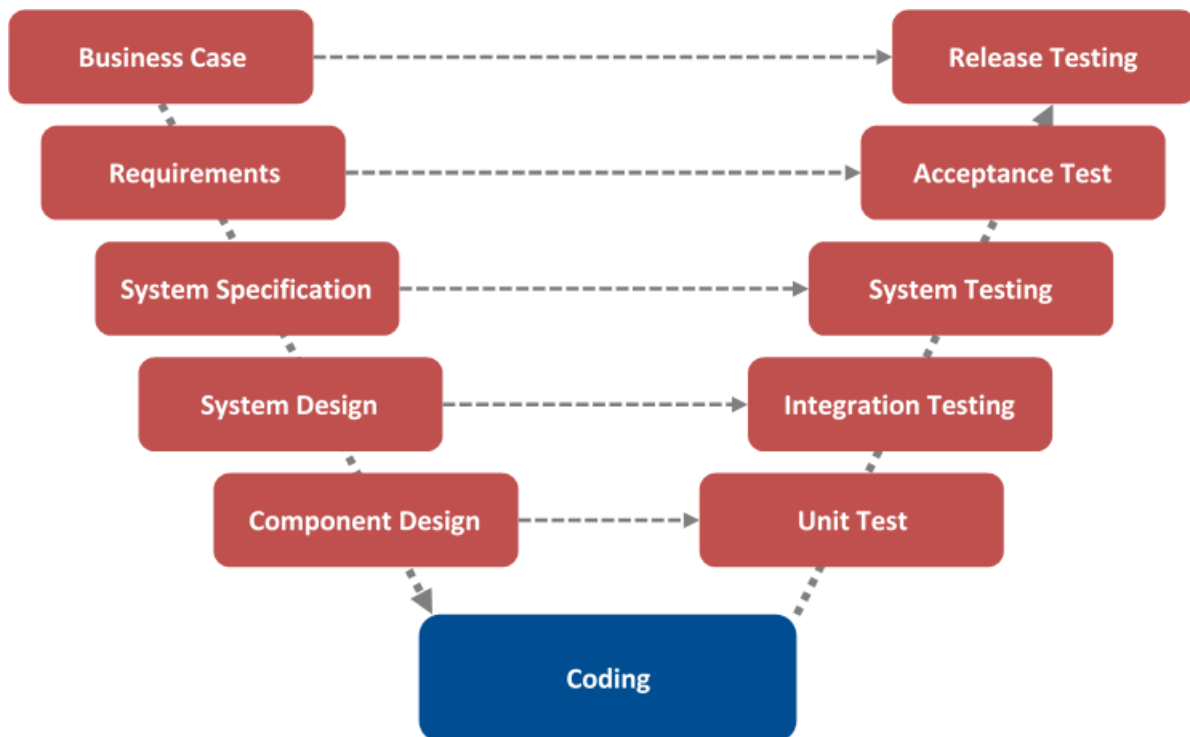 Business Case
Release Testing
Requirements
Acceptance Test
System Specification
System Testing
System Design
Integration Testing
Component Design
Unit Test
Coding